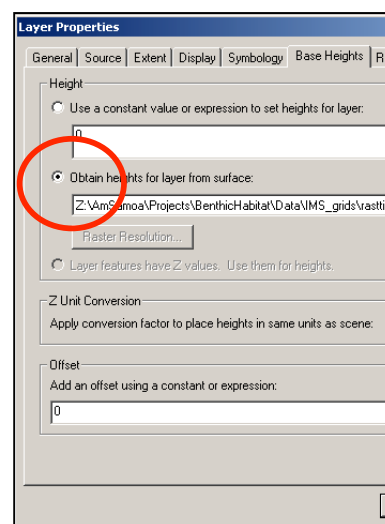 Layer Properties
General Source Extent Display Symbology Base Heights R
Height
Use a constant value or expression to set heights for layer:
0
Obtain heights for layer from surface:
Z:\AmSamoa\Projects\BenthicHabitat\Data\IMS_grids\rastti
Raster Resolution...
Layer features have Z values. Use them for heights.
Z Unit Conversion
Apply conversion factor to place heights in same units as scene:
Offset
Add an offset using a constant or expression:
0